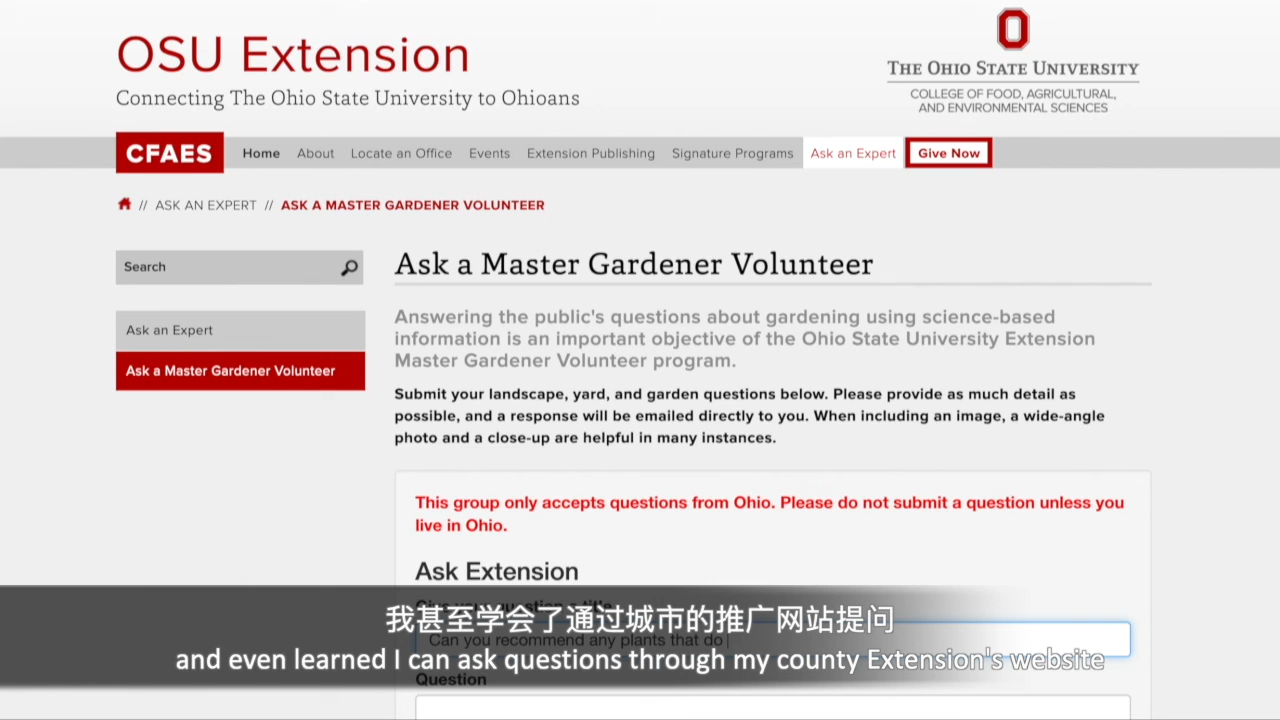 OSU Extension
Connecting The Ohio State University to Ohioans
THE OHIO STATE UNIVERSITY
COLLEGE OF FOOD, AGRICULTURAL,
AND ENVIRONMENTAL SCIENCES
CFAES Home About Locate an Office Events Extension Publishing Signature Programs Ask an Expert Give Now
// ASK AN EXPERT // ASK A MASTER GARDENER VOLUNTEER
Search
Ask an Expert
Ask a Master Gardener Volunteer
Ask a Master Gardener Volunteer
Answering the public's questions about gardening using science-based
information is an important objective of the Ohio State University Extension
Master Gardener Volunteer program.
Submit your landscape, yard, and garden questions below. Please provide as much detail as
possible, and a response will be emailed directly to you. When including an image, a wide-angle
photo and a close-up are helpful in many instances.
This group only accepts questions from Ohio. Please do not submit a question unless you
live in Ohio.
Ask Extension
我甚至学会了通过城市的推广网站提问
Can you recommend any plants that do
and even learned I can ask questions through my county Extension's website
Question